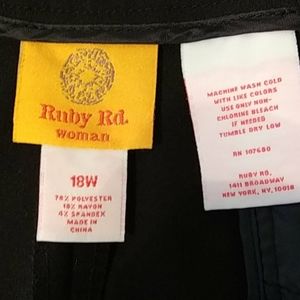 Ruby Rd.
woman
18W
78% POLYESTER
18% RAYON
4% SPANDEX
MADE IN
CHINA
MACHINE WASH COLD
WITH LIKE COLORS
USE ONLY NON-
CHLORINE BLEACH
IF NEEDED
TUMBLE DRY LOW
RN 107680
RUBY RD.
1411 BROADWAY
NEW YORK, NY, 10018